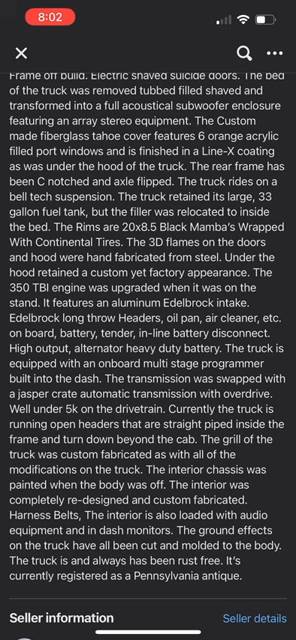 8:02
Frame off build. Electric shaved suicide doors. The bed
of the truck was removed tubbed filled shaved and
transformed into a full acoustical subwoofer enclosure
featuring an array stereo equipment. The Custom
made fiberglass tahoe cover features 6 orange acrylic
filled port windows and is finished in a Line-X coating
as was under the hood of the truck. The rear frame has
been C notched and axle flipped. The truck rides on a
bell tech suspension. The truck retained its large, 33
gallon fuel tank, but the filler was relocated to inside
the bed. The Rims are 20x8.5 Black Mamba's Wrapped
With Continental Tires. The 3D flames on the doors
and hood were hand fabricated from steel. Under the
hood retained a custom yet factory appearance. The
350 TBI engine was upgraded when it was on the
stand. It features an aluminum Edelbrock intake.
Edelbrock long throw Headers, oil pan, air cleaner, etc.
on board, battery, tender, in-line battery disconnect.
High output, alternator heavy duty battery. The truck is
equipped with an onboard multi stage programmer
built into the dash. The transmission was swapped with
a jasper crate automatic transmission with overdrive.
Well under 5k on the drivetrain. Currently the truck is
running open headers that are straight piped inside the
frame and turn down beyond the cab. The grill of the
truck was custom fabricated as with all of the
modifications on the truck. The interior chassis was
painted when the body was off. The interior was
completely re-designed and custom fabricated.
Harness Belts, The interior is also loaded with audio
equipment and in dash monitors. The ground effects
on the truck have all been cut and molded to the body.
The truck is and always has been rust free. It's
currently registered as a Pennsylvania antique.
Seller information Seller details